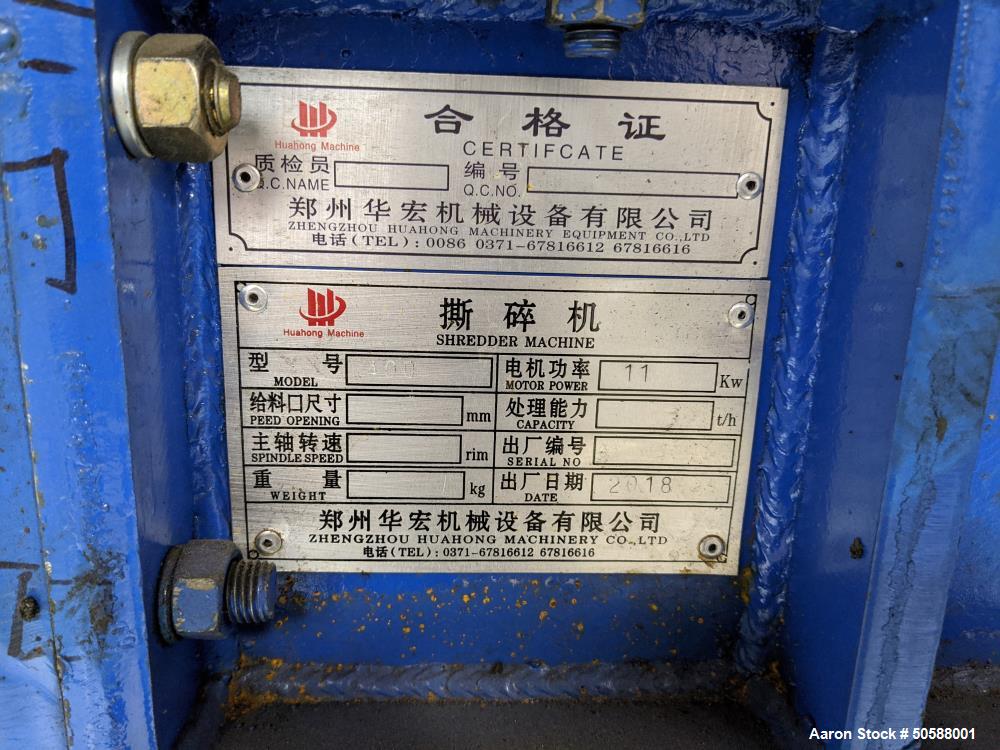 Huahong Machine
合格证
CERTIFCATE
质检员
Q.C.NAME
编号
Q.C.NO.
郑州华宏机械设备有限公司
ZHENGZHOU HUAHONG MACHINERY EQUIPMENT CO.,LTD
电话(TEL):0086 0371-67816612 67816616
Huahong Machine
撕碎机
SHREDDER MACHINE
型号
MODEL
电机功率
MOTOR POWER
11
Kw
给料口尺寸
PEED OPENING
mm
处理能力
CAPACITY
t/h
主轴转速
SPINDLE SPEED
rim
出厂编号
SERIAL NO
重量
WEIGHT
kg
出厂日期
DATE
2018
郑州华宏机械设备有限公司
ZHENGZHOU HUAHONG MACHINERY CO.,LTD
电话(TEL):0371-67816612 67816616
Aaron Stock # 50588001